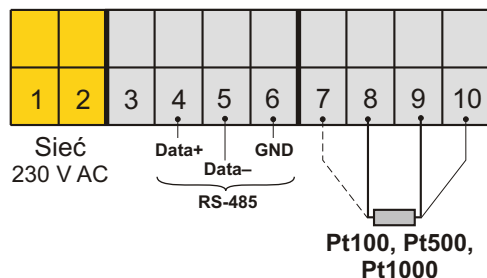 1 2 3 4 5 6 7 8 9 10
Sieć
230 V AC
Data+
Data–
GND
RS-485
Pt100, Pt500,
Pt1000